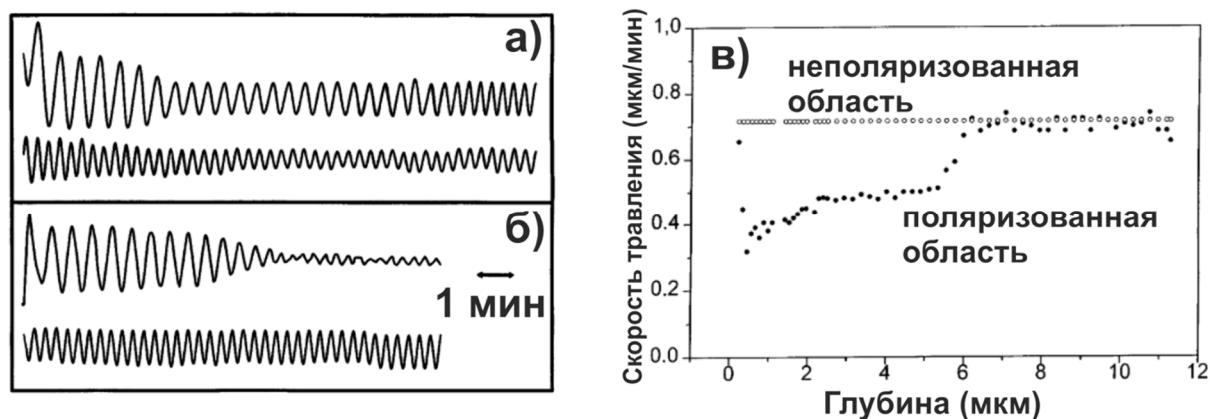 а)
б)
1 мин
в)
Скорость травления (мкм/мин)
1,0
0.8
0.6
0.4
0.2
0.0
неполяризованная
область
поляризованная
область
0
2
4
6
8
10
12
Глубина (мкм)